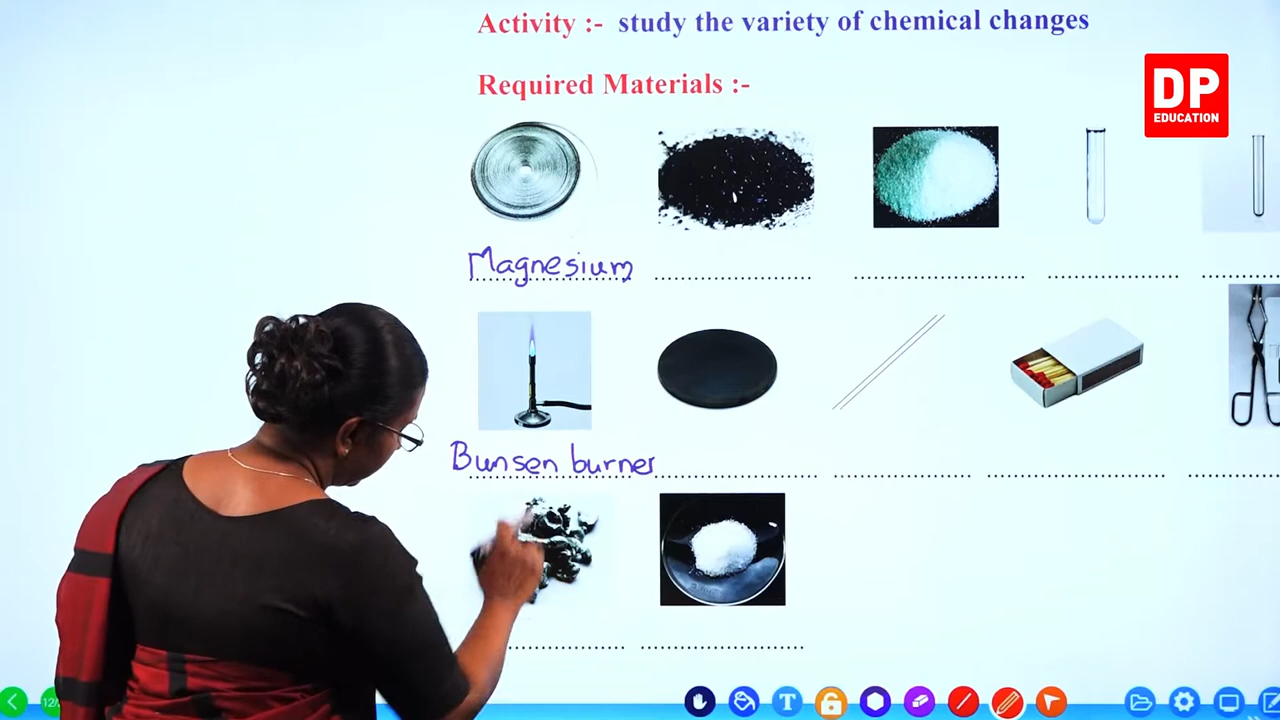 Activity :- study the variety of chemical changes
DP
EDUCATION
Required Materials :-
Magnesium
Bunsen burner